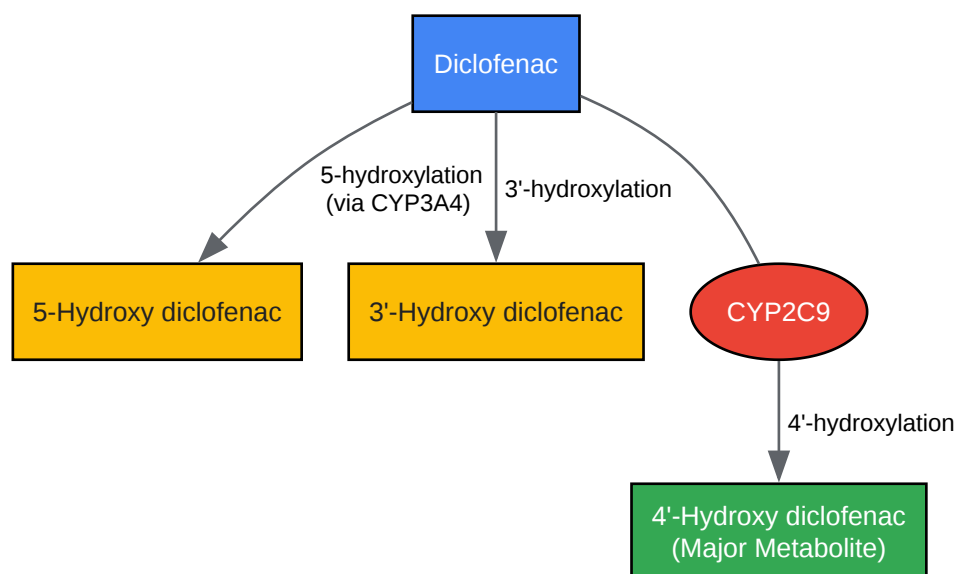 Diclofenac
5-hydroxylation
(via CYP3A4)
3'-hydroxylation
5-Hydroxy diclofenac
3'-Hydroxy diclofenac
CYP2C9
4'-hydroxylation
4'-Hydroxy diclofenac
(Major Metabolite)